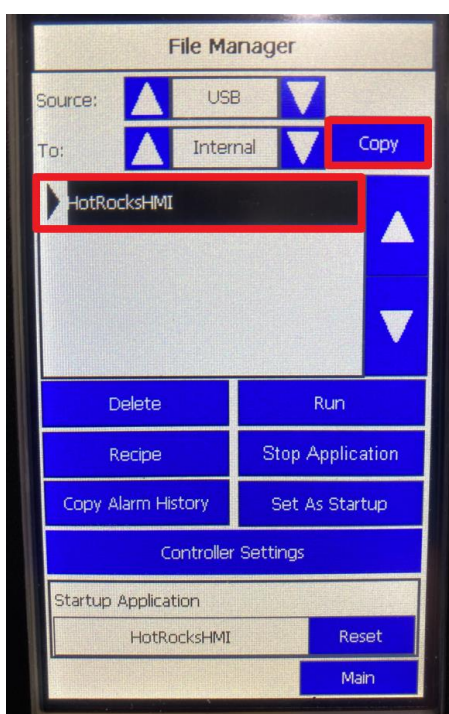 File Manager
Source: USB
To: Internal Copy
HotRocksHMI
Delete Run
Recipe Stop Application
Copy Alarm History Set As Startup
Controller Settings
Startup Application
HotRocksHMI Reset
Main